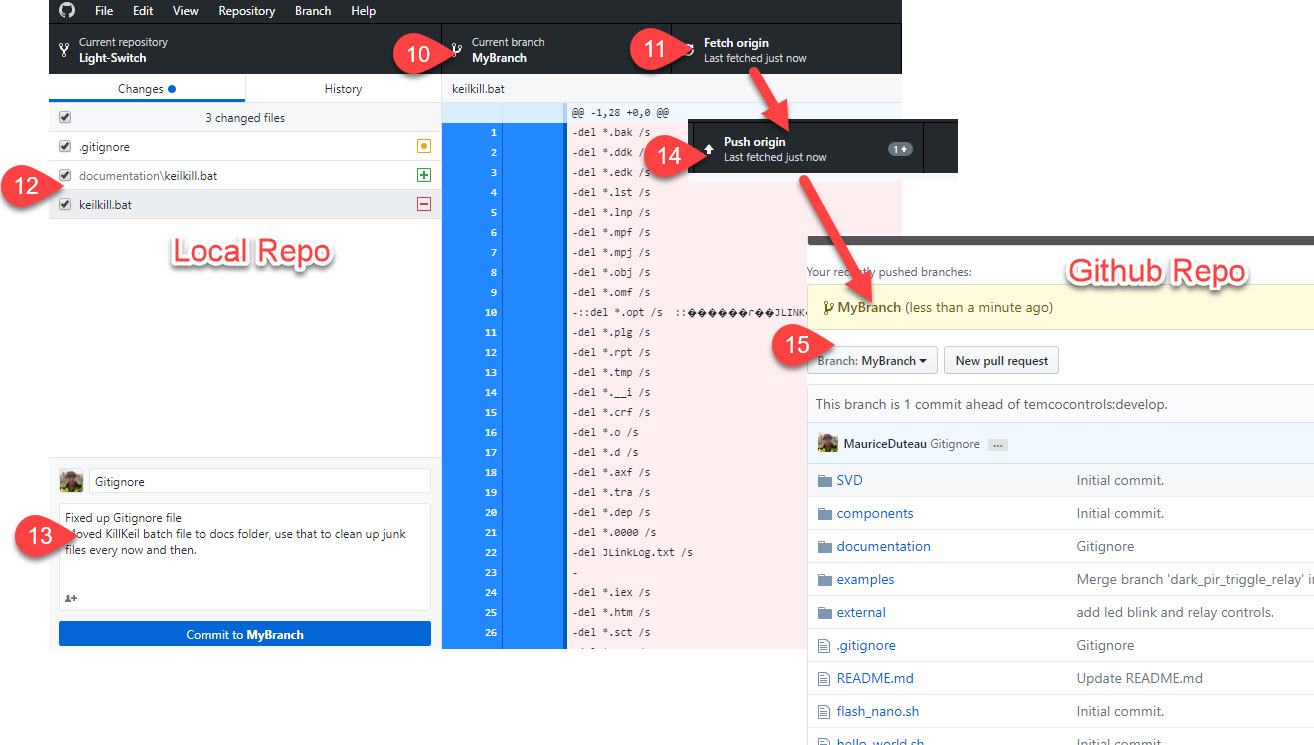 File Edit View Repository Branch Help
Current repository
Light-Switch
10
Current branch
MyBranch
11
Fetch origin
Last fetched just now
Changes
History
3 changed files
.gitignore
documentation\keilkill.bat
keilkill.bat
12
Local Repo
Gitignore
Fixed up Gitignore file
Moved KillKeil batch file to docs folder, use that to clean up junk
files every now and then.
13
Commit to MyBranch
keilkill.bat
@@ -1,28 +0,0 @@
1 -del *.bak /s
2 -del *.ddk /
3 -del *.edk /s
4 -del *.lst /s
5 -del *.lnp /s
6 -del *.mpf /s
7 -del *.mpj /s
8 -del *.obj /s
9 -del *.omf /s
10 -::del *.opt /s ::������ɾ��JLINK
11 -del *.plg /s
12 -del *.rpt /s
13 -del *.tmp /s
14 -del *.__i /s
15 -del *.crf /s
16 -del *.o /s
17 -del *.d /s
18 -del *.axf /s
19 -del *.tra /s
20 -del *.dep /s
21 -del *.0000 /s
22 -del JLinkLog.txt /s
23 -
24 -del *.iex /s
25 -del *.htm /s
26 -del *.sct /s
14
Push origin
Last fetched just now
1
Github Repo
Your recently pushed branches:
MyBranch (less than a minute ago)
15
Branch: MyBranch
New pull request
This branch is 1 commit ahead of temcocontrols:develop.
MauriceDuteau Gitignore ...
SVD Initial commit.
components Initial commit.
documentation Gitignore
examples Merge branch 'dark_pir_triggle_relay' i
external add led blink and relay controls.
.gitignore Gitignore
README.md Update README.md
flash_nano.sh Initial commit.
hello_world.sh Initial commit.